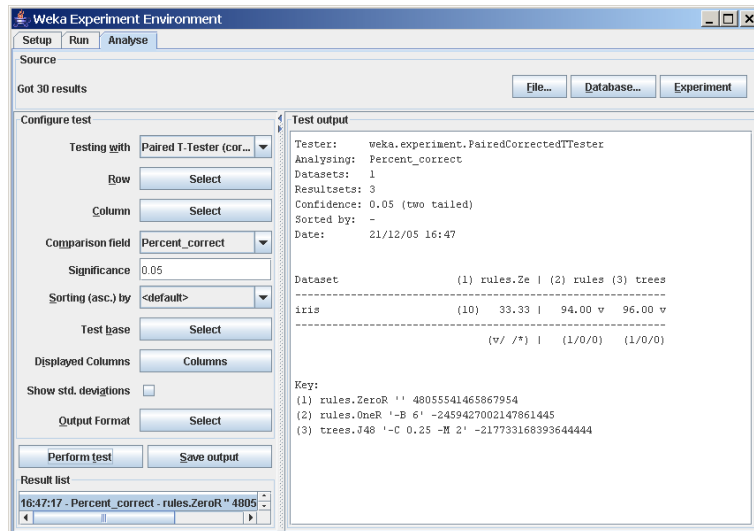 Weka Experiment Environment
Setup Run Analyse
Source
Got 30 results
File... Database... Experiment
Configure test
Testing with Paired T-Tester (cor...
Row Select
Column Select
Comparison field Percent_correct
Significance 0.05
Sorting (asc.) by <default>
Test base Select
Displayed Columns Columns
Show std. deviations
Output Format Select
Perform test Save output
Result list
16:47:17 - Percent_correct - rules.ZeroR '' 4805
Test output
Tester: weka.experiment.PairedCorrectedTTester
Analysing: Percent_correct
Datasets: 1
Resultsets: 3
Confidence: 0.05 (two tailed)
Sorted by: -
Date: 21/12/05 16:47
Dataset (1) rules.Ze | (2) rules (3) trees
----------------------------------------------------------
iris (10) 33.33 | 94.00 v 96.00 v
----------------------------------------------------------
(v/ /*) | (1/0/0) (1/0/0)
Key:
(1) rules.ZeroR '' 48055541465867954
(2) rules.OneR '-B 6' -2459427002147861445
(3) trees.J48 '-C 0.25 -M 2' -217733168393644444